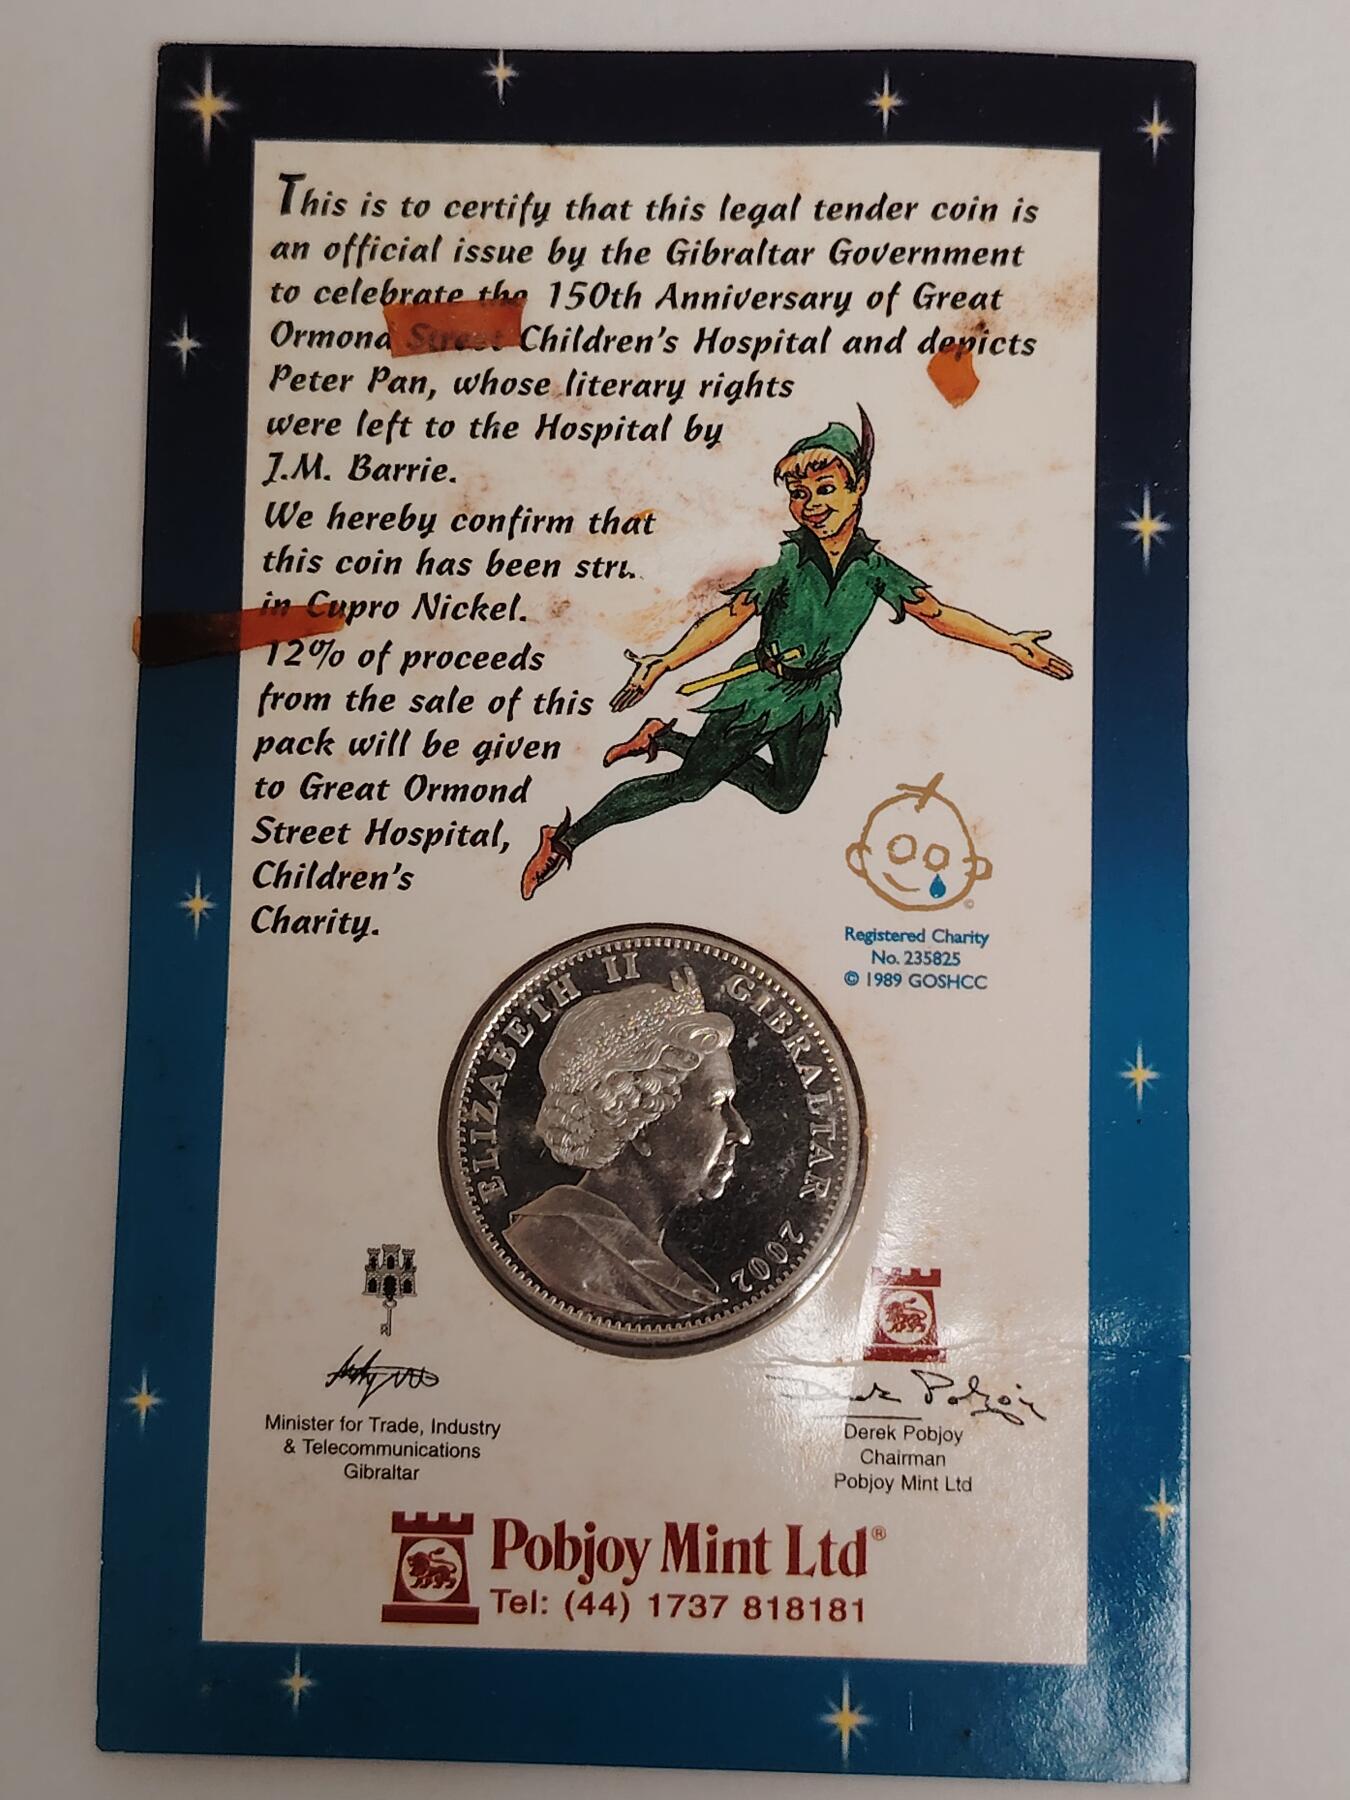 This is to certify that this legal tender coin is
an official issue by the Gibraltar Government
to celebrate the 150th Anniversary of Great
Ormond Street Children's Hospital and depicts
Peter Pan, whose literary rights
were left to the Hospital by
J.M. Barrie.
We hereby confirm that
this coin has been
in Cupro Nickel.
12% of proceeds
from the sale of this
pack will be given
to Great Ormond
Street Hospital,
Children's
Charity.
©
Registered Charity
No. 235825
© 1989 GOSHCC
ELIZABETH II GIBRALTAR 2002
Minister for Trade, Industry
& Telecommunications
Gibraltar
Derek Pobjoy
Derek Pobjoy
Chairman
Pobjoy Mint Ltd
Pobjoy Mint Ltd®
Tel: (44) 1737 818181